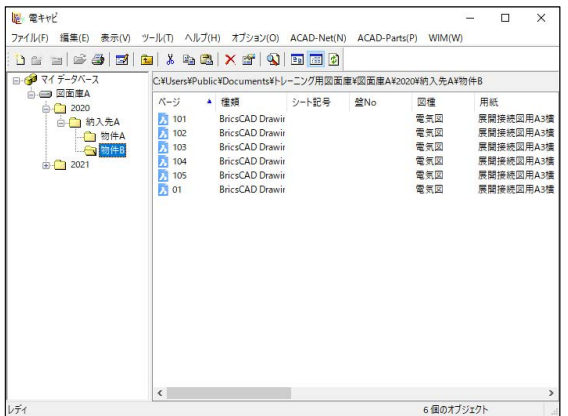 電キャビ
ファイル(F) 編集(E) 表示(V) ツール(T) ヘルプ(H) オプション(O) ACAD-Net(N) ACAD-Parts(P) WIM(W)
マイ データベース
図面庫A
2020
納入先A
物件A
物件B
2021
C:¥Users¥Public¥Documents¥トレーニング用図面庫¥図面庫A¥2020¥納入先A¥物件B
ページ 種類 シート記号 盤No 図種 用紙
101 BricsCAD Drawir 電気図 展開接続図用A3横
102 BricsCAD Drawir 電気図 展開接続図用A3横
103 BricsCAD Drawir 電気図 展開接続図用A3横
104 BricsCAD Drawir 電気図 展開接続図用A3横
105 BricsCAD Drawir 電気図 展開接続図用A3横
01 BricsCAD Drawir 電気図 展開接続図用A3横
レディ 6 個のオブジェクト